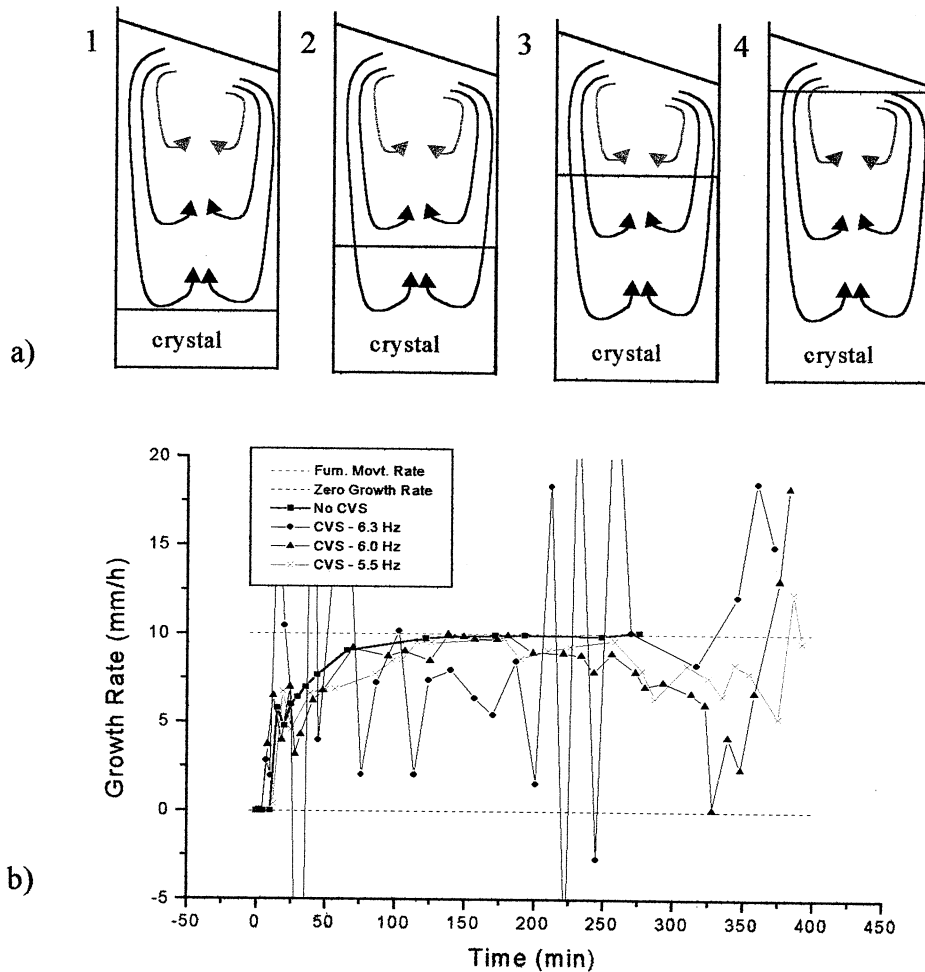 1 2 3 4
crystal crystal crystal crystal
a)
20
15
10
5
0
-5
Growth Rate (mm/h)
Furn. Movt. Rate
Zero Growth Rate
No CVS
CVS - 6.3 Hz
CVS - 6.0 Hz
CVS - 5.5 Hz
b)
-50 0 50 100 150 200 250 300 350 400 450
Time (min)